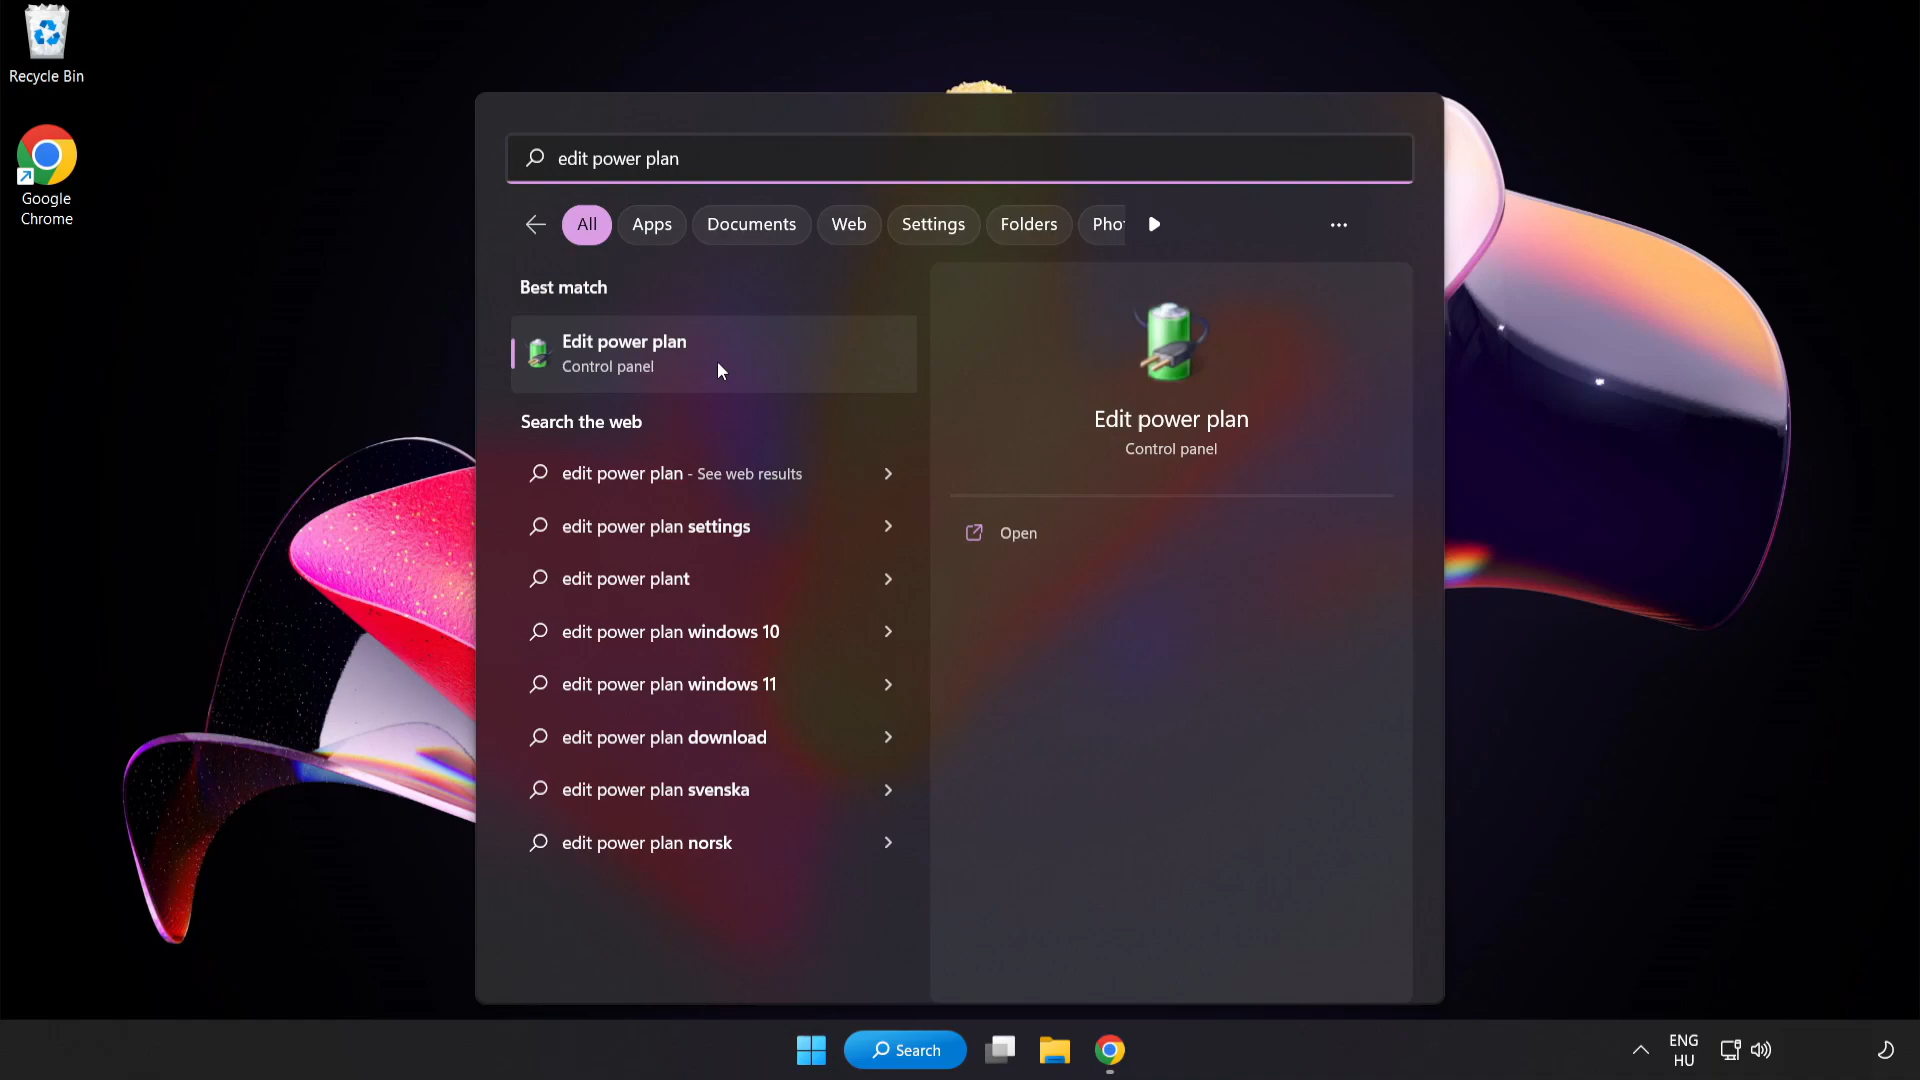 Recycle Bin
Google
Chrome
edit power plan
All
Apps
Documents
Web
Settings
Folders
Pho
Best match
Edit power plan
Control panel
Search the web
edit power plan - See web results
edit power plan settings
edit power plant
edit power plan windows 10
edit power plan windows 11
edit power plan download
edit power plan svenska
edit power plan norsk
Edit power plan
Control panel
Open
Search
ENG
HU